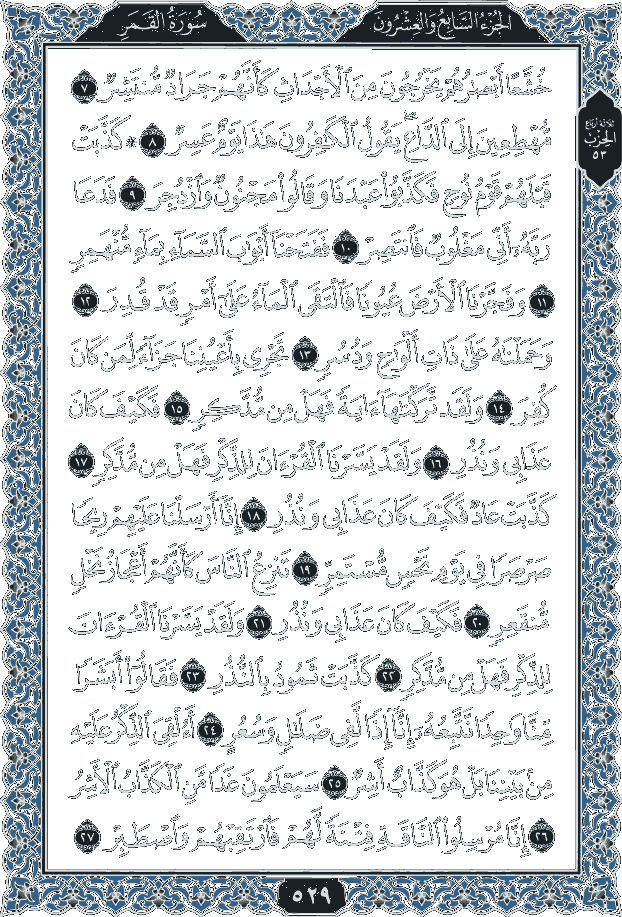 الجزء السابع والعشرون
سورة القمر
خُشَّعًا أَبْصَٰرُهُمْ يَخْرُجُونَ مِنَ ٱلْأَجْدَاثِ كَأَنَّهُمْ جَرَادٌ مُّنتَشِرٌ ٧
مُّهْطِعِينَ إِلَى ٱلدَّاعِ ۖ يَقُولُ ٱلْكَٰفِرُونَ هَٰذَا يَوْمٌ عَسِرٌ ٨ ۞ كَذَّبَتْ
ثلاثة أرباع
الحزب
٥٣
قَبْلَهُمْ قَوْمُ نُوحٍ فَكَذَّبُوا۟ عَبْدَنَا وَقَالُوا۟ مَجْنُونٌ وَٱزْدُجِرَ ٩ فَدَعَا
رَبَّهُۥٓ أَنِّى مَغْلُوبٌ فَٱنتَصِرْ ١٠ فَفَتَحْنَآ أَبْوَٰبَ ٱلسَّمَآءِ بِمَآءٍ مُّنْهَمِرٍ
١١ وَفَجَّرْنَا ٱلْأَرْضَ عُيُونًا فَٱلْتَقَى ٱلْمَآءُ عَلَىٰٓ أَمْرٍ قَدْ قُدِرَ ١٢
وَحَمَلْنَٰهُ عَلَىٰ ذَاتِ أَلْوَٰحٍ وَدُسُرٍ ١٣ تَجْرِى بِأَعْيُنِنَا جَزَآءً لِّمَن كَانَ
كُفِرَ ١٤ وَلَقَد تَّرَكْنَٰهَآ ءَايَةً فَهَلْ مِن مُّدَّكِرٍ ١٥ فَكَيْفَ كَانَ
عَذَابِى وَنُذُرِ ١٦ وَلَقَدْ يَسَّرْنَا ٱلْقُرْءَانَ لِلذِّكْرِ فَهَلْ مِن مُّدَّكِرٍ ١٧
كَذَّبَتْ عَادٌ فَكَيْفَ كَانَ عَذَابِى وَنُذُرِ ١٨ إِنَّآ أَرْسَلْنَا عَلَيْهِمْ رِيحًا
صَرْصَرًا فِى يَوْمِ نَحْسٍ مُّسْتَمِرٍّ ١٩ تَنزِعُ ٱلنَّاسَ كَأَنَّهُمْ أَعْجَازُ نَخْلٍ
مُّنقَعِرٍ ٢٠ فَكَيْفَ كَانَ عَذَابِى وَنُذُرِ ٢١ وَلَقَدْ يَسَّرْنَا ٱلْقُرْءَانَ
لِلذِّكْرِ فَهَلْ مِن مُّدَّكِرٍ ٢٢ كَذَّبَتْ ثَمُودُ بِٱلنُّذُرِ ٢٣ فَقَالُوٓا۟ أَبَشَرًا
مِّنَّا وَٰحِدًا نَّتَّبِعُهُۥٓ إِنَّآ إِذًا لَّفِى ضَلَٰلٍ وَسُعُرٍ ٢٤ أَءُلْقِىَ ٱلذِّكْرُ عَلَيْهِ
مِنۢ بَيْنِنَا بَلْ هُوَ كَذَّابٌ أَشِرٌ ٢٥ سَيَعْلَمُونَ غَدًا مَّنِ ٱلْكَذَّابُ ٱلْأَشِرُ
٢٦ إِنَّا مُرْسِلُوا۟ ٱلنَّاقَةِ فِتْنَةً لَّهُمْ فَٱرْتَقِبْهُمْ وَٱصْطَبِرْ ٢٧
٥٢٩